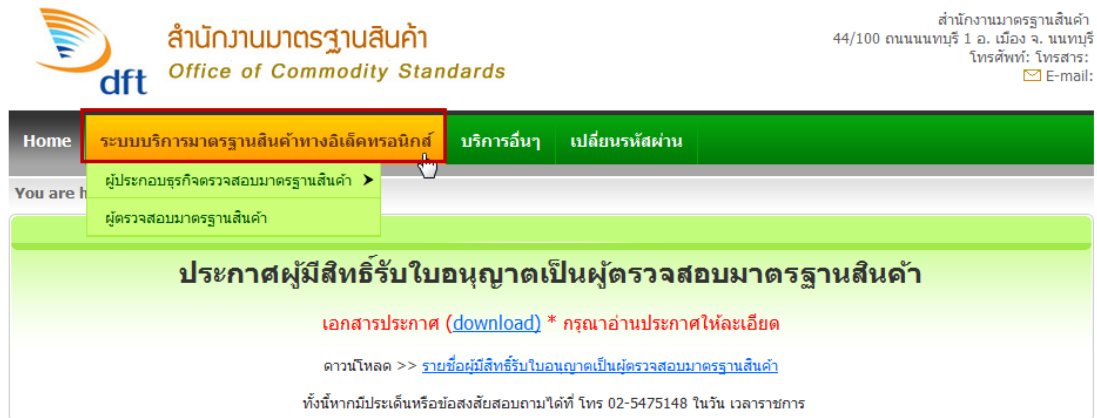 dft
สำนักงานมาตรฐานสินค้า
Office of Commodity Standards
สำนักงานมาตรฐานสินค้า
44/100 ถนนนนทบุรี 1 อ. เมือง จ. นนทบุรี
โทรศัพท์: โทรสาร:
E-mail:
Home ระบบบริการมาตรฐานสินค้าทางอิเล็คทรอนิกส์ บริการอื่นๆ เปลี่ยนรหัสผ่าน
ผู้ประกอบธุรกิจตรวจสอบมาตรฐานสินค้า
You are h
ผู้ตรวจสอบมาตรฐานสินค้า
ประกาศผู้มีสิทธิ์รับใบอนุญาตเป็นผู้ตรวจสอบมาตรฐานสินค้า
เอกสารประกาศ (download) * กรุณาอ่านประกาศให้ละเอียด
ดาวน์โหลด >> รายชื่อผู้มีสิทธิ์รับใบอนุญาตเป็นผู้ตรวจสอบมาตรฐานสินค้า
ทั้งนี้หากมีประเด็นหรือข้อสงสัยสอบถามได้ที่ โทร 02-5475148 ในวัน เวลาราชการ